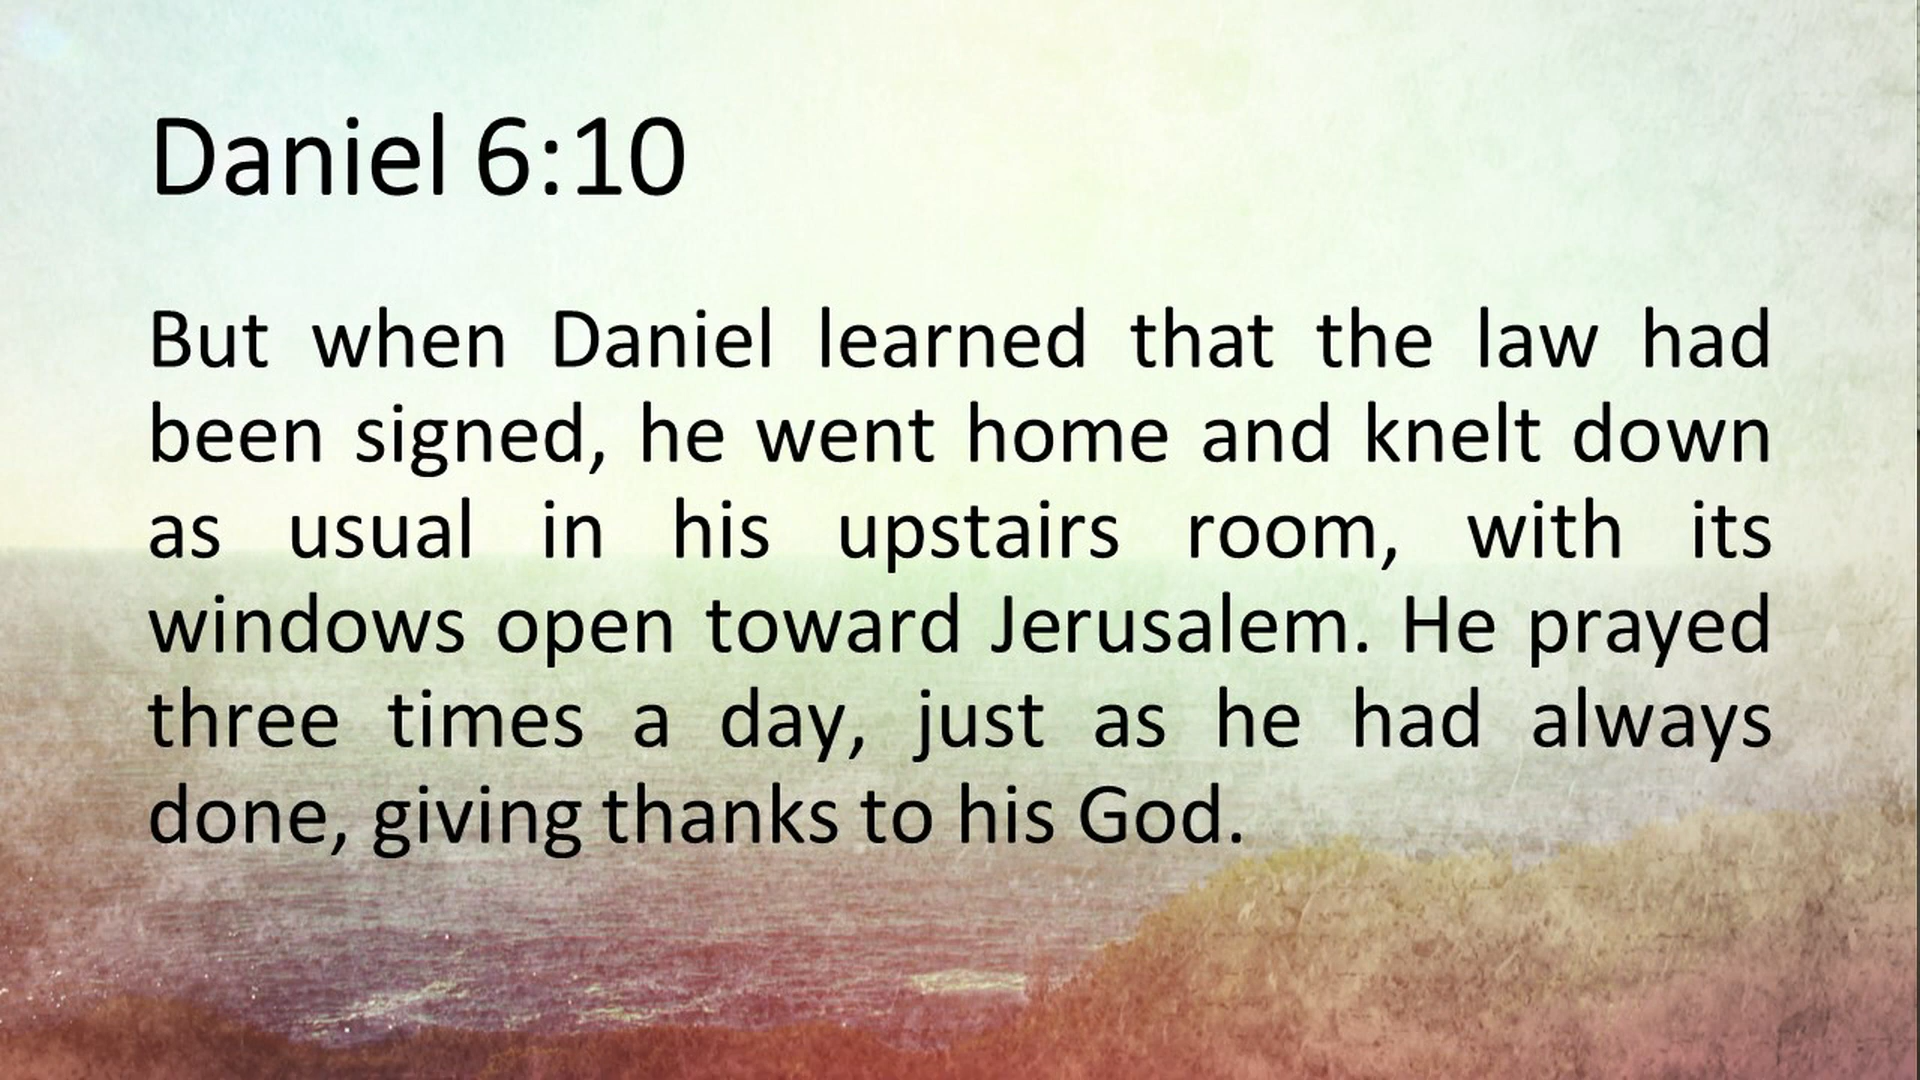 Daniel 6:10
But when Daniel learned that the law had
been signed, he went home and knelt down
as usual in his upstairs room, with its
windows open toward Jerusalem. He prayed
three times a day, just as he had always
done, giving thanks to his God.